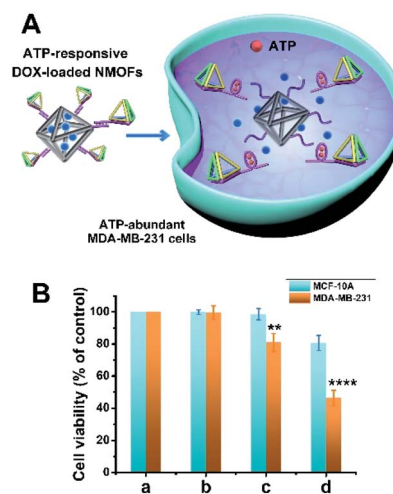 A
ATP-responsive
DOX-loaded NMOFs
ATP
ATP-abundant
MDA-MB-231 cells
B
MCF-10A
MDA-MB-231
Cell viability (% of control)
120
100
80
60
40
20
0
**
****
a b c d